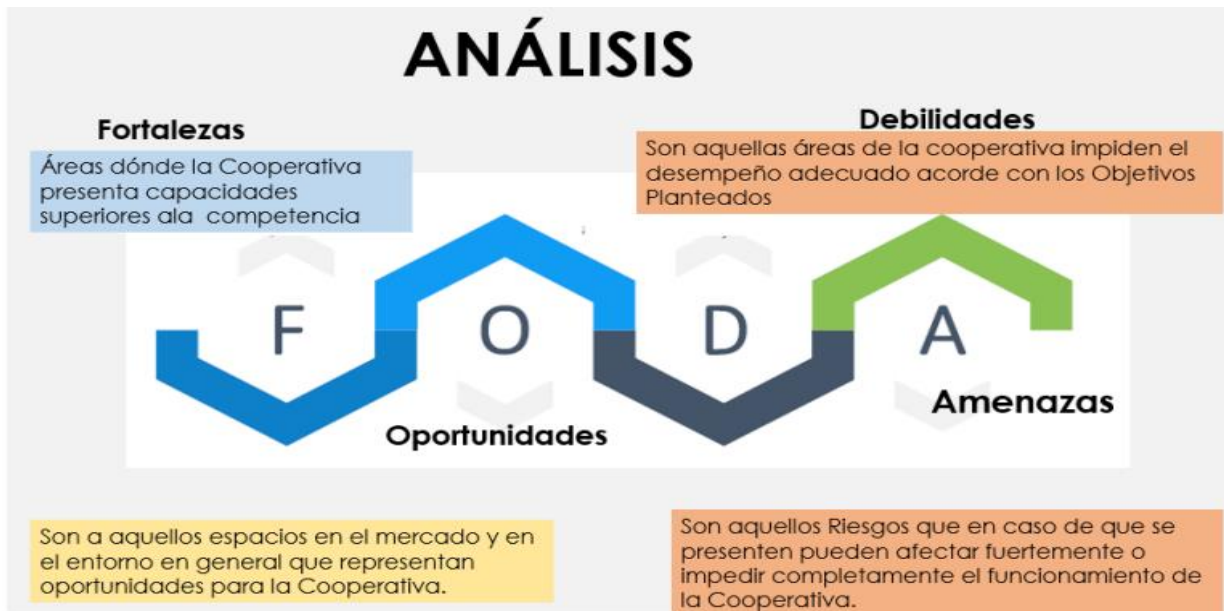 ANÁLISIS
Fortalezas
Áreas dónde la Cooperativa
presenta capacidades
superiores ala competencia
Debilidades
Son aquellas áreas de la cooperativa impiden el
desempeño adecuado acorde con los Objetivos
Planteados
F O D A
Oportunidades
Amenazas
Son a aquellos espacios en el mercado y en
el entorno en general que representan
oportunidades para la Cooperativa.
Son aquellos Riesgos que en caso de que se
presenten pueden afectar fuertemente o
impedir completamente el funcionamiento de
la Cooperativa.